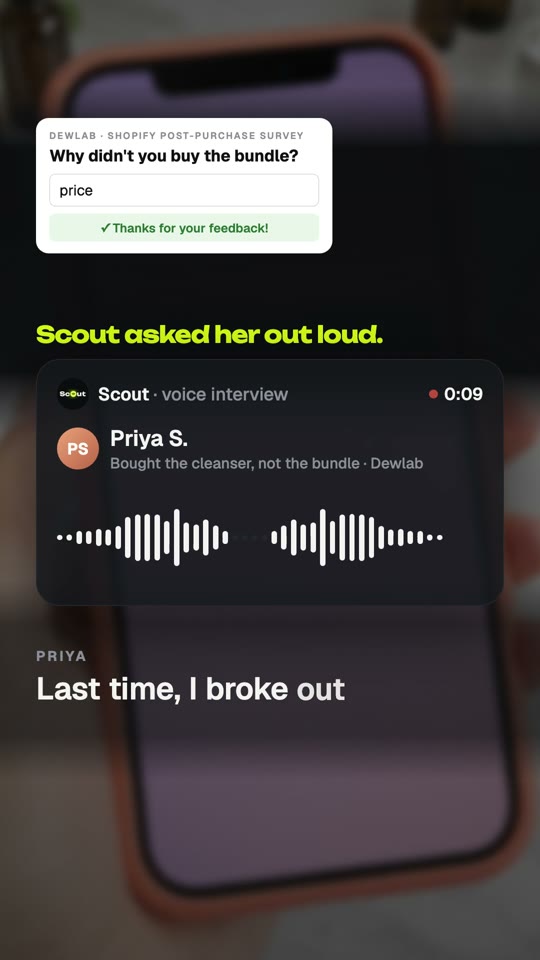 DEWLAB · SHOPIFY POST-PURCHASE SURVEY
Why didn't you buy the bundle?
price
✓ Thanks for your feedback!
Scout asked her out loud.
Scout
Scout · voice interview
0:09
PS
Priya S.
Bought the cleanser, not the bundle · Dewlab
PRIYA
Last time, I broke out